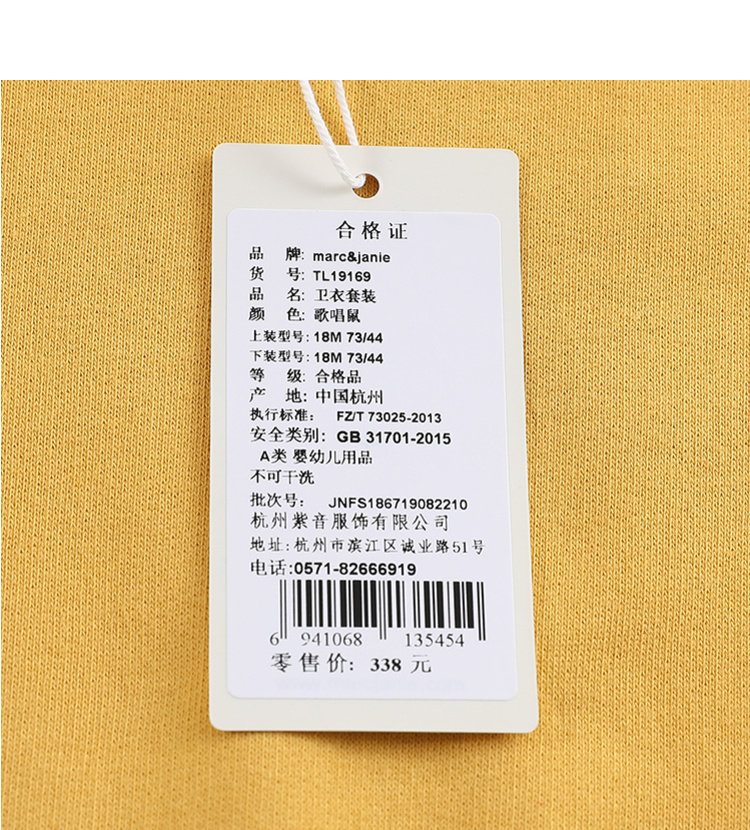 合格证
品 牌: marc&janie
货 号: TL19169
品 名: 卫衣套装
颜 色: 歌唱鼠
上装型号: 18M 73/44
下装型号: 18M 73/44
等 级: 合格品
产 地: 中国杭州
执行标准: FZ/T 73025-2013
安全类别: GB 31701-2015
A类 婴幼儿用品
不可干洗
批次号: JNFS186719082210
杭州紫音服饰有限公司
地址: 杭州市滨江区诚业路51号
电话:0571-82666919
6 941068 135454
零售价: 338 元